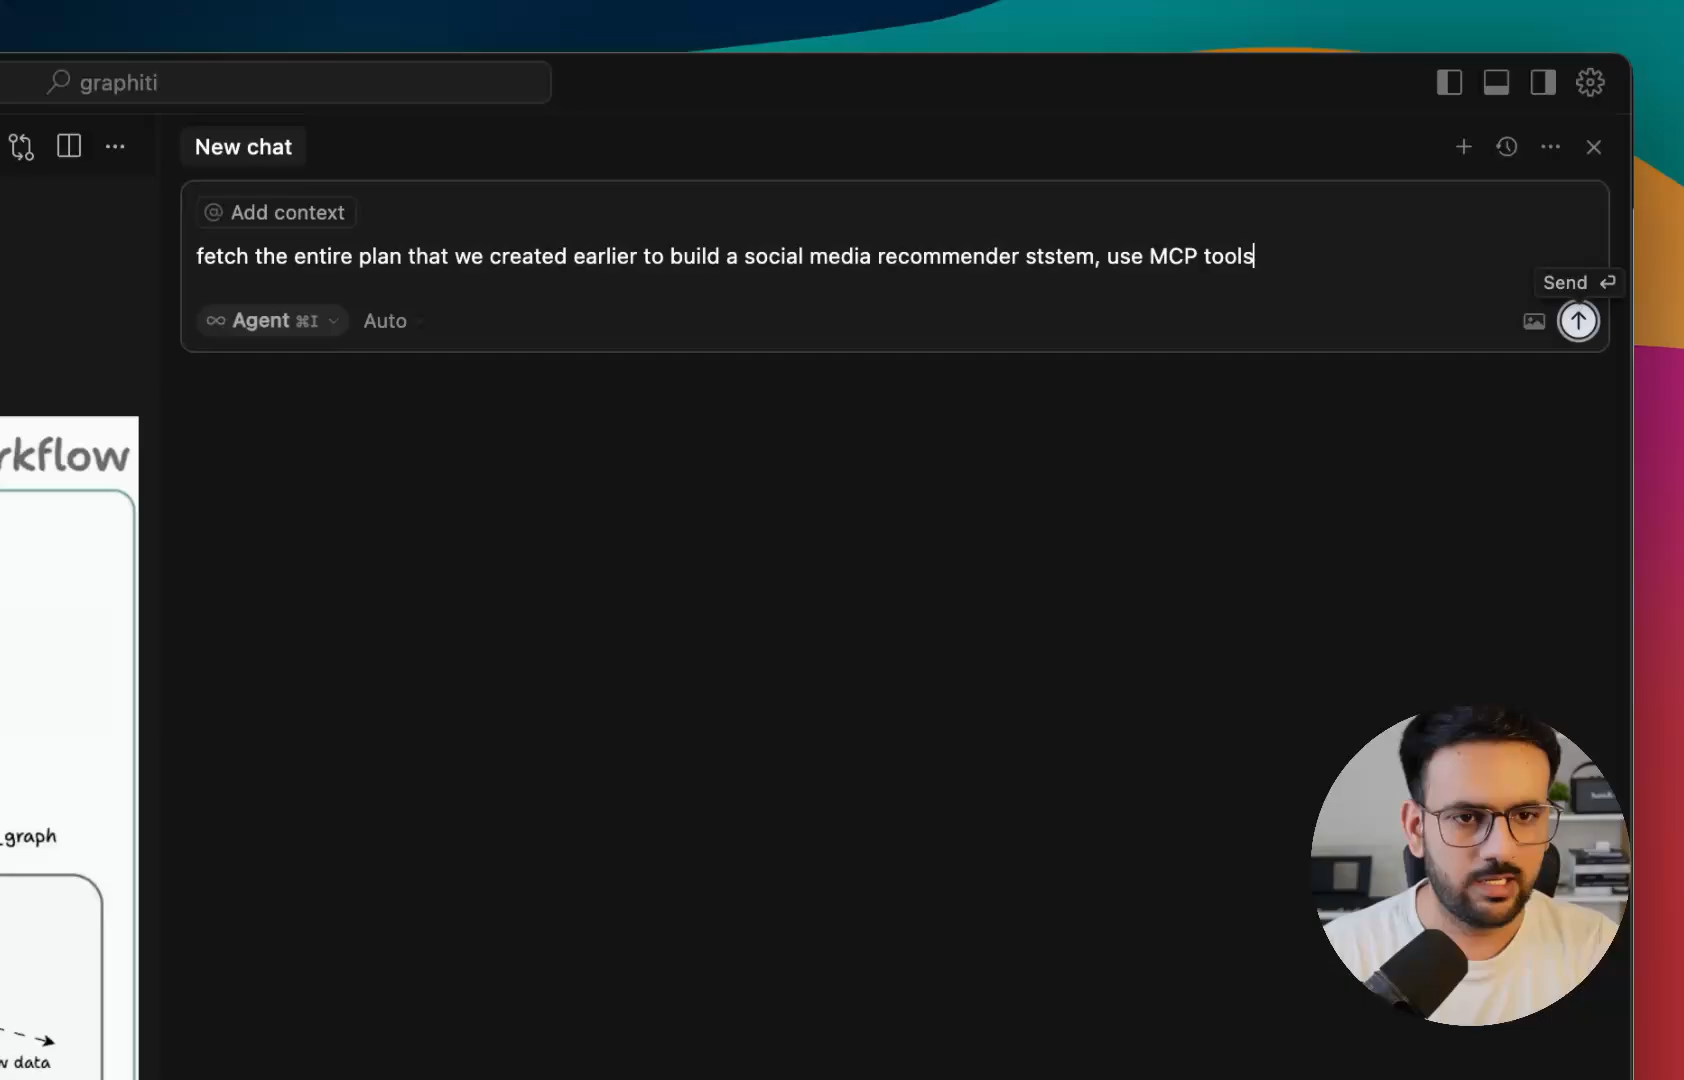 graphiti
New chat
Add context
fetch the entire plan that we created earlier to build a social media recommender ststem, use MCP tools
Send
Agent ⌘I
Auto
rkflow
_graph
w data